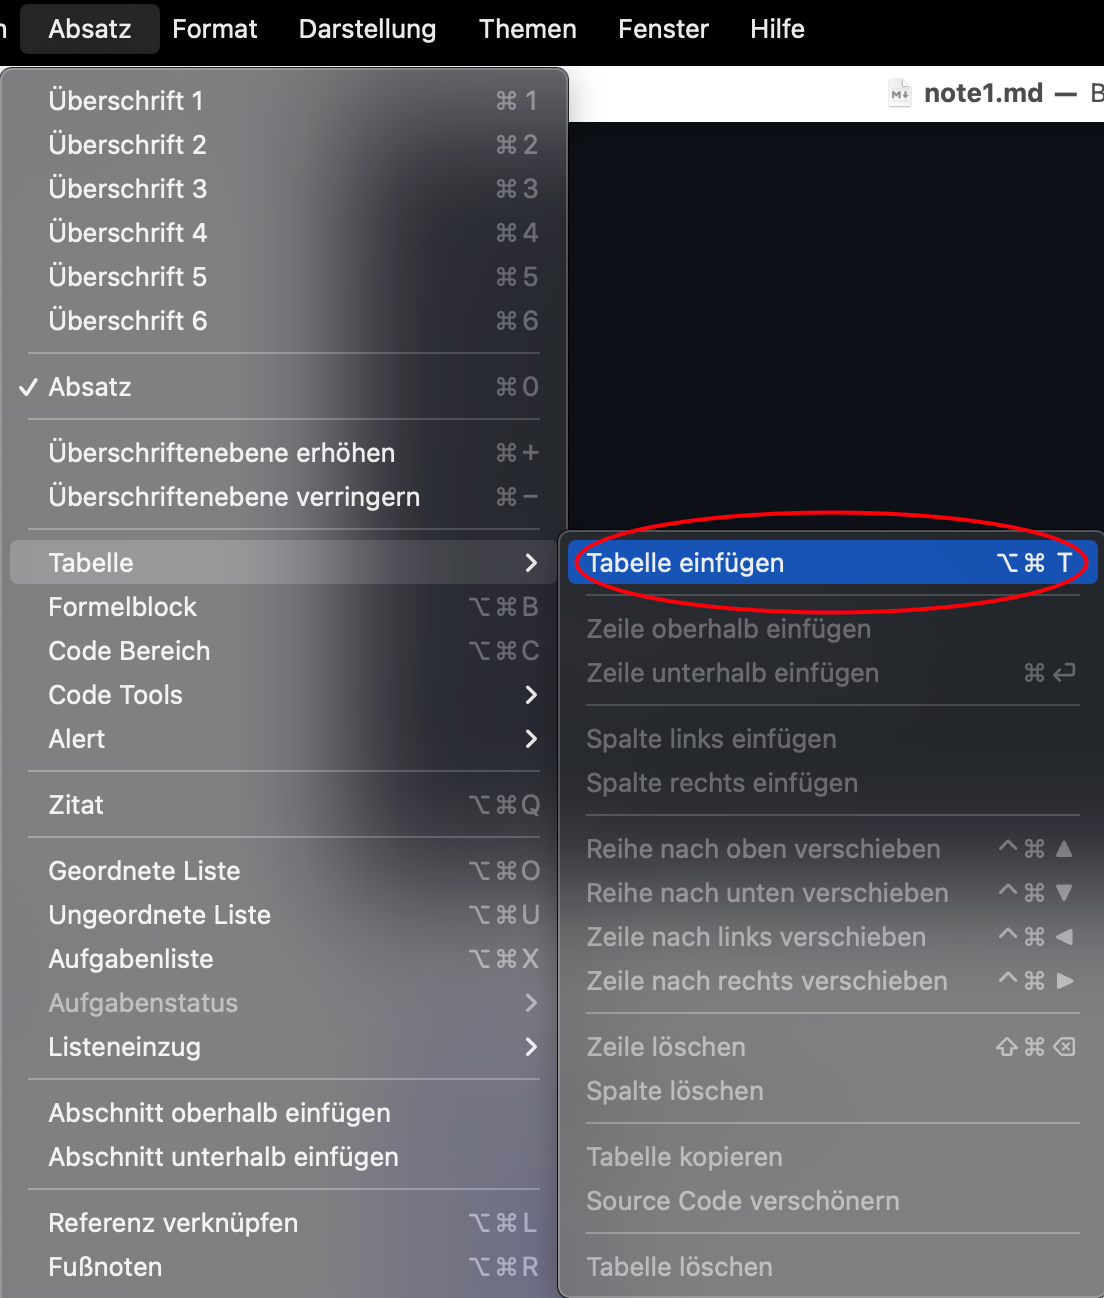 Absatz Format Darstellung Themen Fenster Hilfe
note1.md —
Überschrift 1 ⌘ 1
Überschrift 2 ⌘ 2
Überschrift 3 ⌘ 3
Überschrift 4 ⌘ 4
Überschrift 5 ⌘ 5
Überschrift 6 ⌘ 6
✓ Absatz ⌘ 0
Überschriftenebene erhöhen ⌘ +
Überschriftenebene verringern ⌘ −
Tabelle
Formelblock ⌥ ⌘ B
Code Bereich ⌥ ⌘ C
Code Tools
Alert
Zitat ⌥ ⌘ Q
Geordnete Liste ⌥ ⌘ O
Ungeordnete Liste ⌥ ⌘ U
Aufgabenliste ⌥ ⌘ X
Aufgabenstatus
Listeneinzug
Abschnitt oberhalb einfügen
Abschnitt unterhalb einfügen
Referenz verknüpfen ⌥ ⌘ L
Fußnoten ⌥ ⌘ R
Tabelle einfügen ⌥ ⌘ T
Zeile oberhalb einfügen
Zeile unterhalb einfügen ⌘ ↩
Spalte links einfügen
Spalte rechts einfügen
Reihe nach oben verschieben ^ ⌘ ▲
Reihe nach unten verschieben ^ ⌘ ▼
Zeile nach links verschieben ^ ⌘ ◀
Zeile nach rechts verschieben ^ ⌘ ▶
Zeile löschen ⇧ ⌘ ⌫
Spalte löschen
Tabelle kopieren
Source Code verschönern
Tabelle löschen